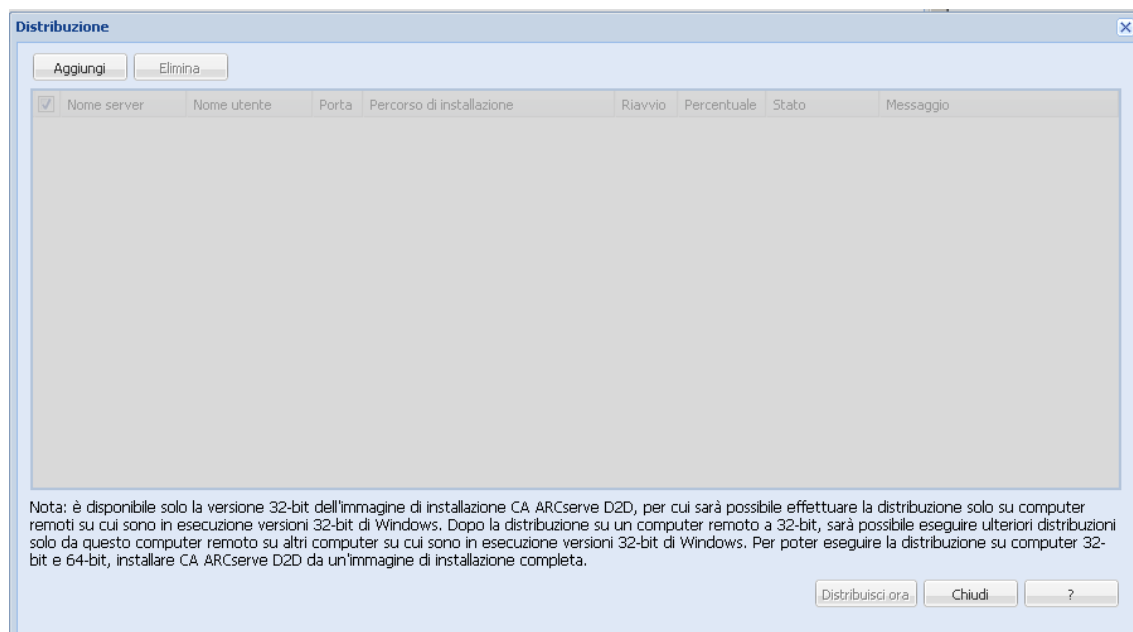 Distribuzione
Aggiungi Elimina
Nome server Nome utente Porta Percorso di installazione Riavvio Percentuale Stato Messaggio
Nota: è disponibile solo la versione 32-bit dell'immagine di installazione CA ARCserve D2D, per cui sarà possibile effettuare la distribuzione solo su computer
remoti su cui sono in esecuzione versioni 32-bit di Windows. Dopo la distribuzione su un computer remoto a 32-bit, sarà possibile eseguire ulteriori distribuzioni
solo da questo computer remoto su altri computer su cui sono in esecuzione versioni 32-bit di Windows. Per poter eseguire la distribuzione su computer 32-
bit e 64-bit, installare CA ARCserve D2D da un'immagine di installazione completa.
Distribuisci ora Chiudi ?